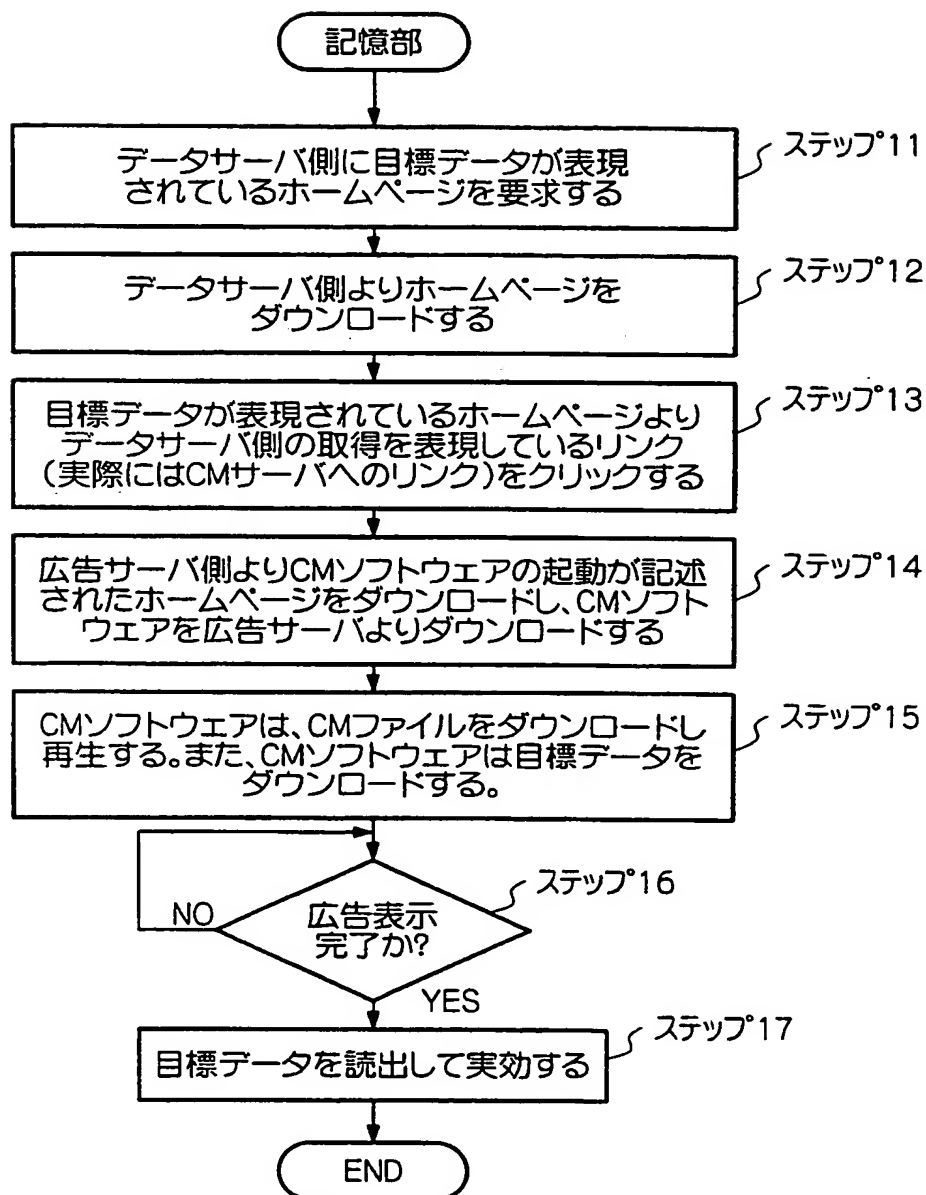 記憶部
データサーバ側に目標データが表現
されているホームページを要求する
ステップ11
データサーバ側よりホームページを
ダウンロードする
ステップ12
目標データが表現されているホームページより
データサーバ側の取得を表現しているリンク
(実際にはCMサーバへのリンク)をクリックする
ステップ13
広告サーバ側よりCMソフトウェアの起動が記述
されたホームページをダウンロードし、CMソフト
ウェアを広告サーバよりダウンロードする
ステップ14
CMソフトウェアは、CMファイルをダウンロードし
再生する。また、CMソフトウェアは目標データを
ダウンロードする。
ステップ15
広告表示
完了か?
ステップ16
NO
YES
目標データを読出して実効する
ステップ17
END